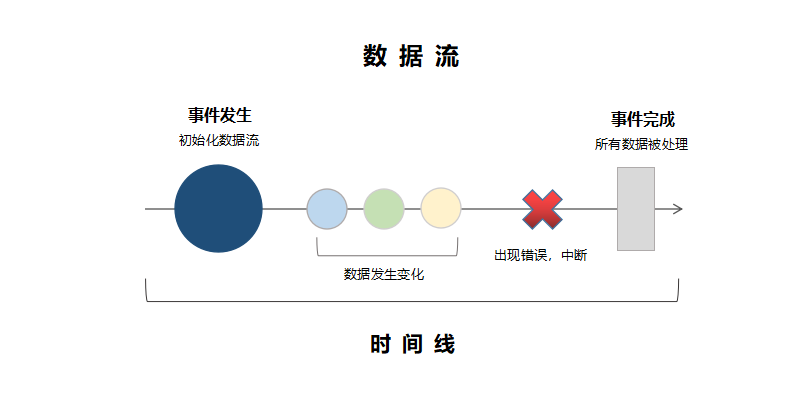 数据流
事件发生
初始化数据流
事件完成
所有数据被处理
出现错误，中断
数据发生变化
时间线